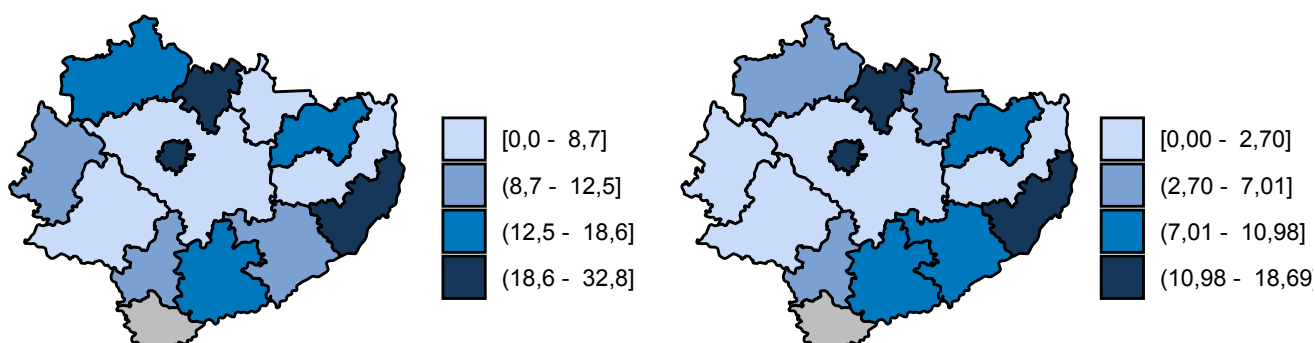 [0,0 - 8,7]
(8,7 - 12,5]
(12,5 - 18,6]
(18,6 - 32,8]
[0,00 - 2,70]
(2,70 - 7,01]
(7,01 - 10,98]
(10,98 - 18,69]